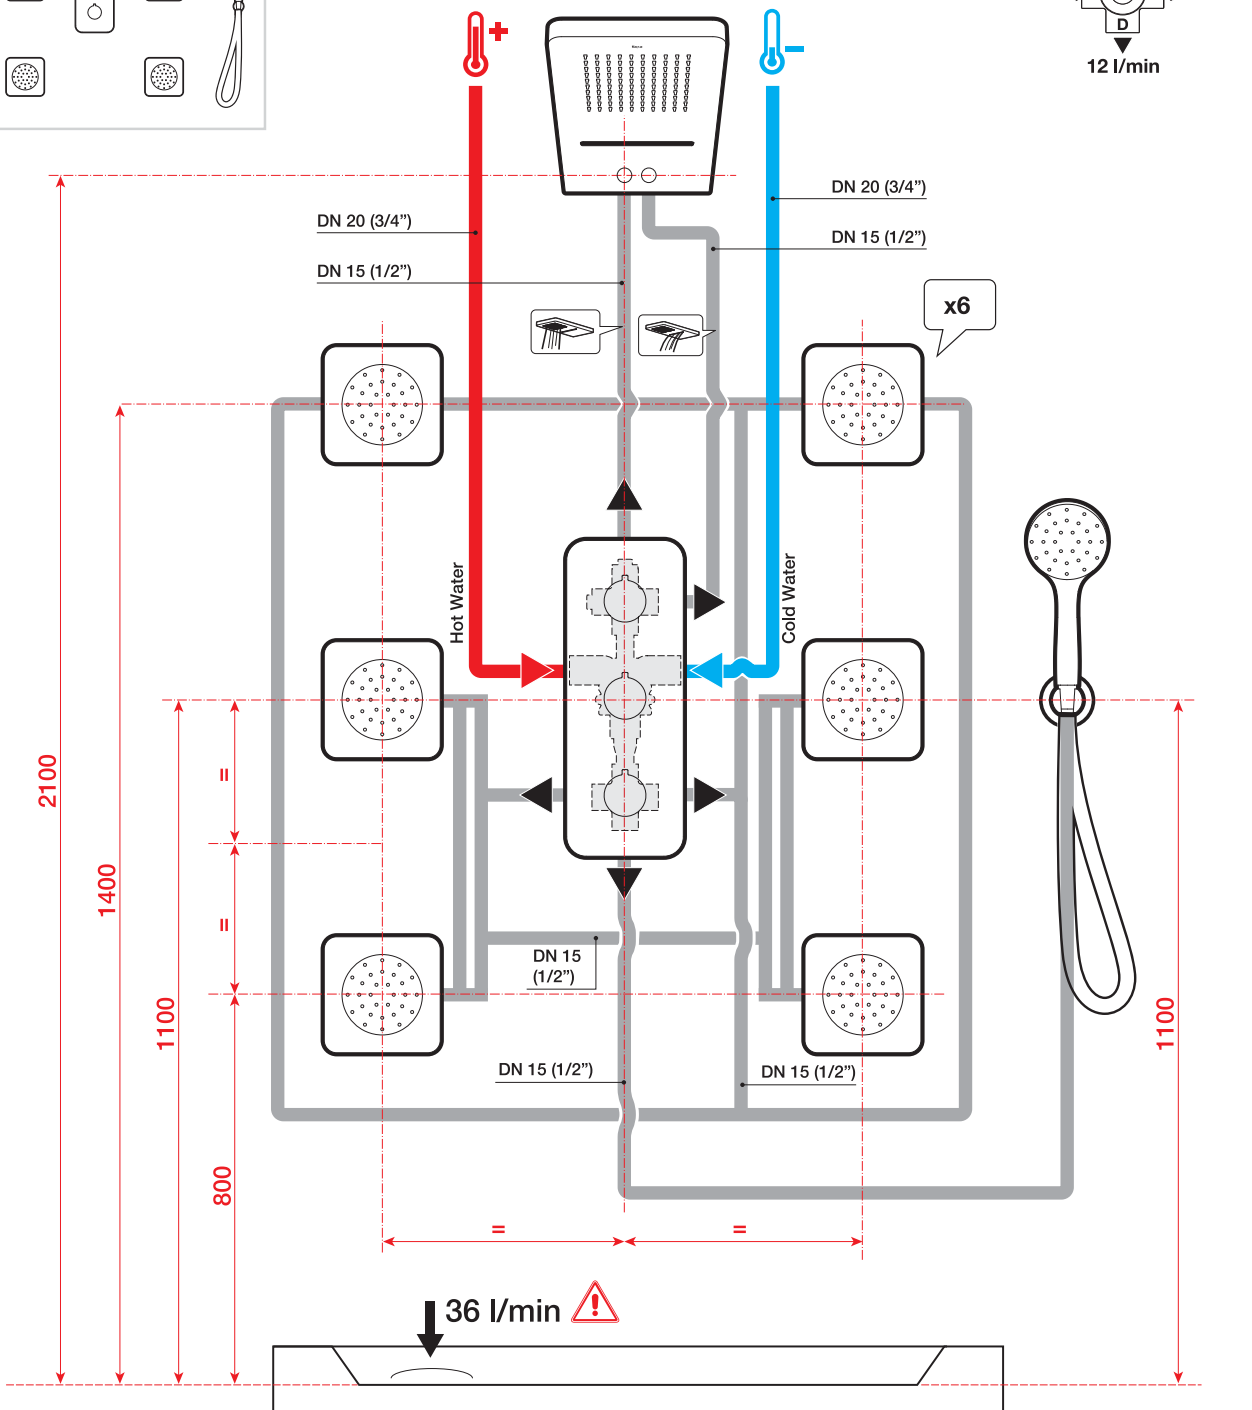 D
12 l/min
DN 20 (3/4”)
DN 20 (3/4”)
DN 15 (1/2”)
DN 15 (1/2”)
x6
Hot Water
Cold Water
2100
1400
1100
800
=
=
DN 15
(1/2”)
1100
DN 15 (1/2”)
DN 15 (1/2”)
=
=
36 l/min